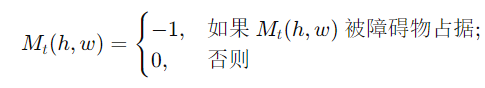 M_t(h, w) = { −1, 如果 M_t(h, w) 被障碍物占据;
0, 否则